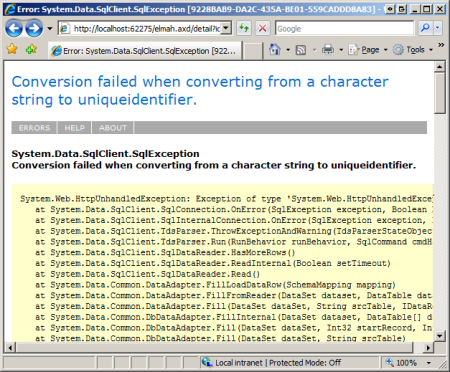 Error: System.Data.SqlClient.SqlException [9228BAB9-DA2C-435A-BE01-559CADDD8A83] -
http://localhost:62275/elmah.axd/detail?i
Google
Error: System.Data.SqlClient.SqlException [922...
Page
Tools
Conversion failed when converting from a character
string to uniqueidentifier.
ERRORS HELP ABOUT
System.Data.SqlClient.SqlException
Conversion failed when converting from a character string to uniqueidentifier.
System.Web.HttpUnhandledException: Exception of type 'System.Web.HttpUnhandledExce
at System.Data.SqlClient.SqlConnection.OnError(SqlException exception, Boolean
at System.Data.SqlClient.SqlInternalConnection.OnError(SqlException exception,
at System.Data.SqlClient.TdsParser.ThrowExceptionAndWarning(TdsParserStateObje
at System.Data.SqlClient.TdsParser.Run(RunBehavior runBehavior, SqlCommand cmdH
at System.Data.SqlClient.SqlDataReader.HasMoreRows()
at System.Data.SqlClient.SqlDataReader.ReadInternal(Boolean setTimeout)
at System.Data.SqlClient.SqlDataReader.Read()
at System.Data.Common.DataAdapter.FillLoadDataRow(SchemaMapping mapping)
at System.Data.Common.DataAdapter.FillFromReader(DataSet dataset, DataTable dat
at System.Data.Common.DataAdapter.Fill(DataSet dataSet, String srcTable, IDataR
at System.Data.Common.DbDataAdapter.FillInternal(DataSet dataset, DataTable[] d
at System.Data.Common.DbDataAdapter.Fill(DataSet dataSet, Int32 startRecord, In
at System.Data.Common.DbDataAdapter.Fill(DataSet dataSet, String srcTable)
Local intranet | Protected Mode: Off
100%